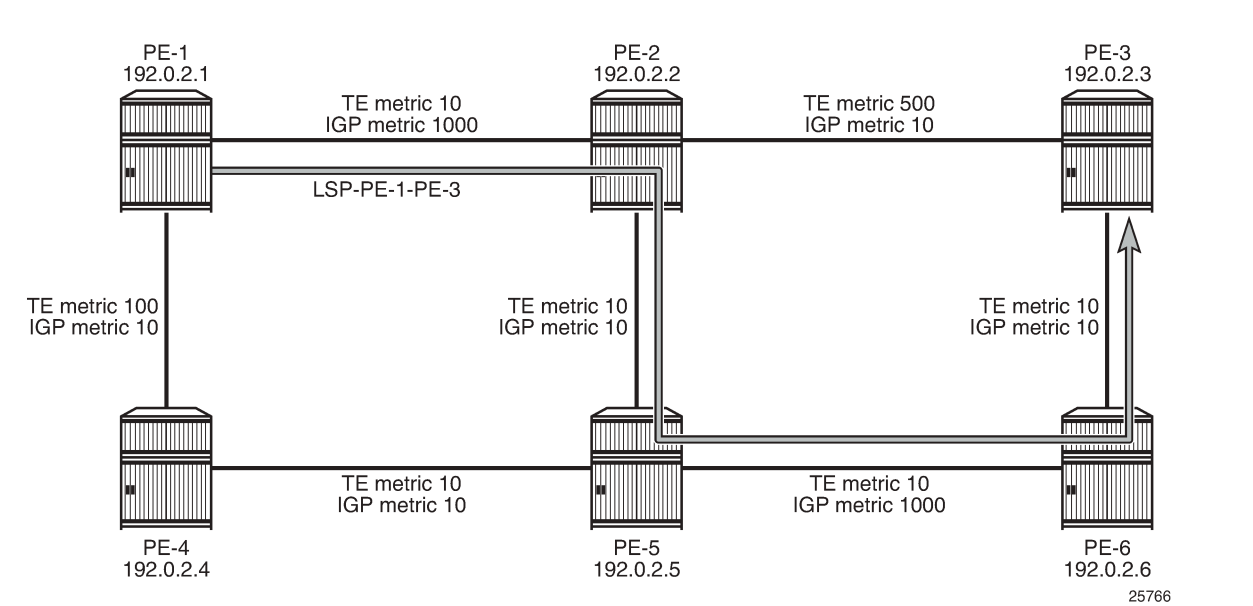 PE-1
192.0.2.1
PE-2
192.0.2.2
PE-3
192.0.2.3
TE metric 10
IGP metric 1000
TE metric 500
IGP metric 10
LSP-PE-1-PE-3
TE metric 100
IGP metric 10
TE metric 10
IGP metric 10
TE metric 10
IGP metric 10
TE metric 10
IGP metric 10
TE metric 10
IGP metric 1000
PE-4
192.0.2.4
PE-5
192.0.2.5
PE-6
192.0.2.6
25766